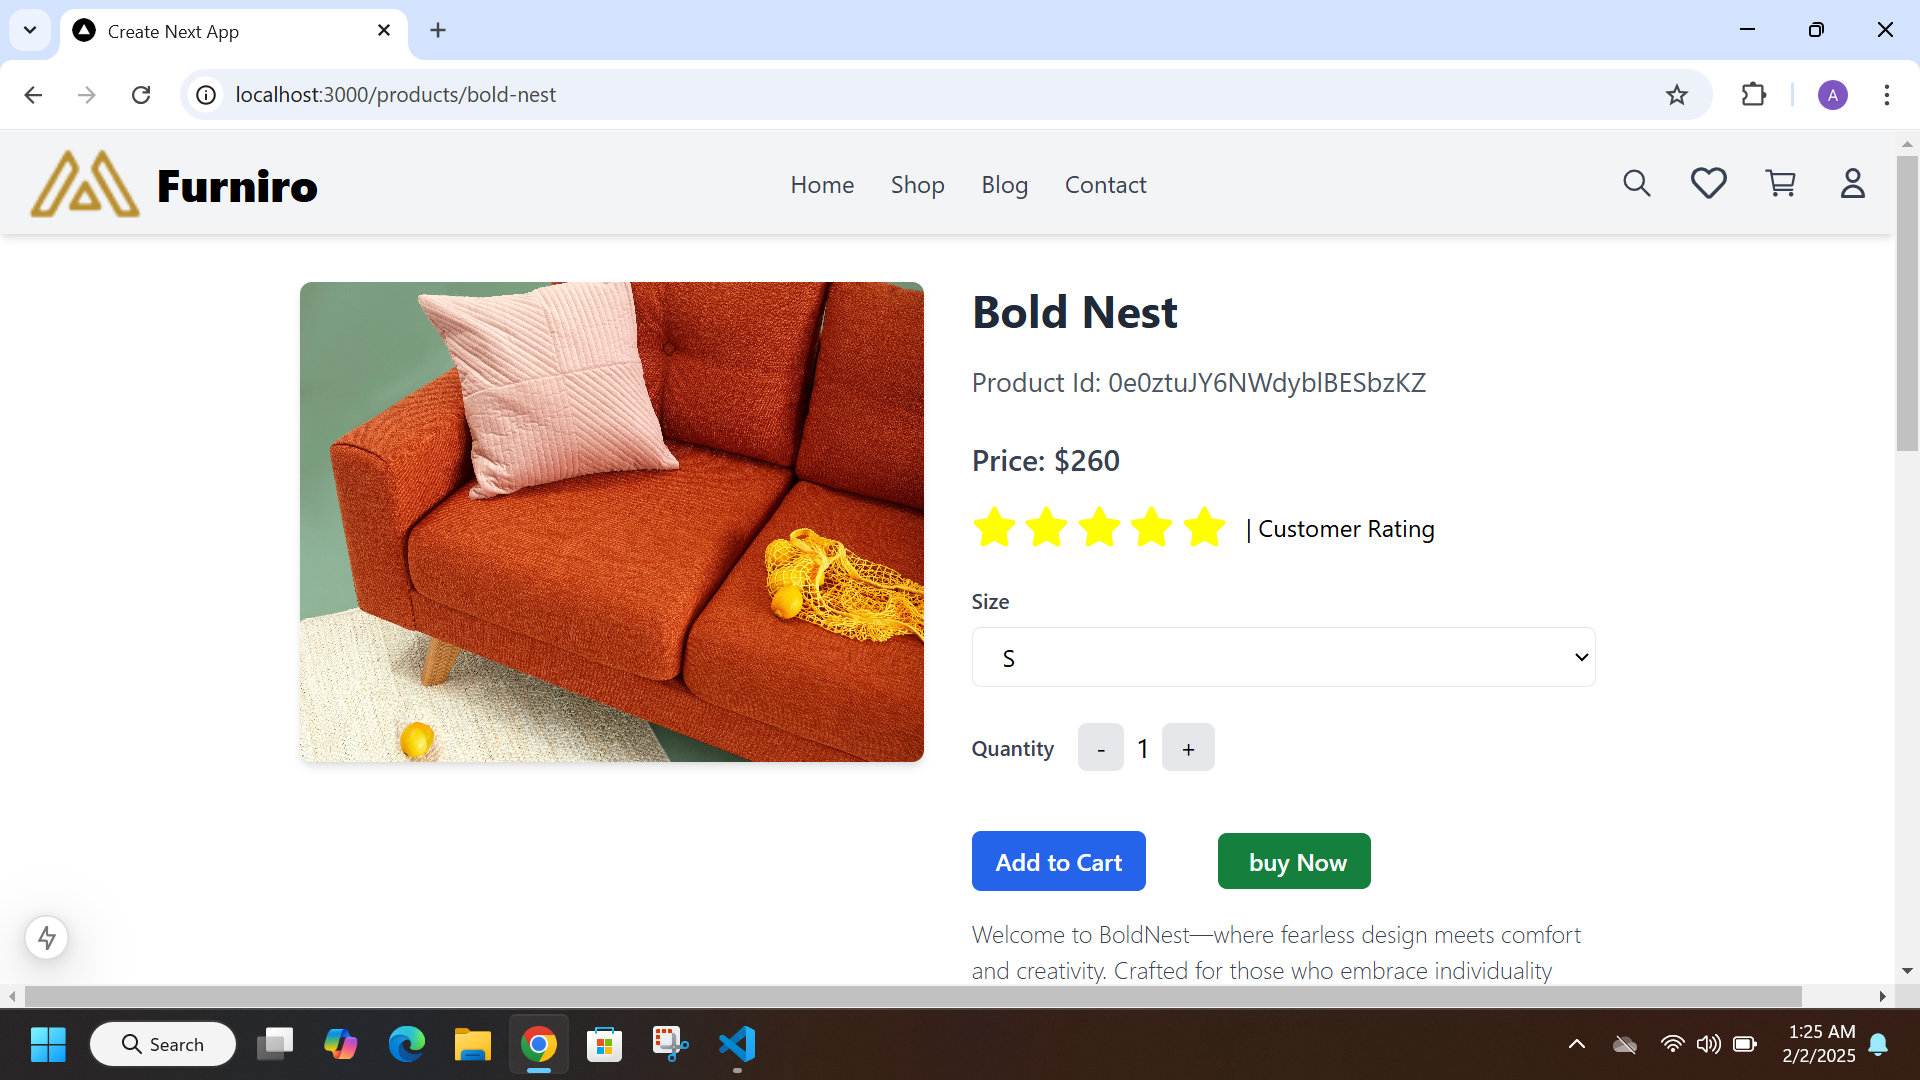 Create Next App
localhost:3000/products/bold-nest
A
Furniro
Home Shop Blog Contact
Bold Nest
Product Id: 0e0ztuJY6NWdyblBESbzKZ
Price: $260
| Customer Rating
Size
S
Quantity - 1 +
Add to Cart buy Now
Welcome to BoldNest—where fearless design meets comfort
and creativity. Crafted for those who embrace individuality
Search
1:25 AM
2/2/2025